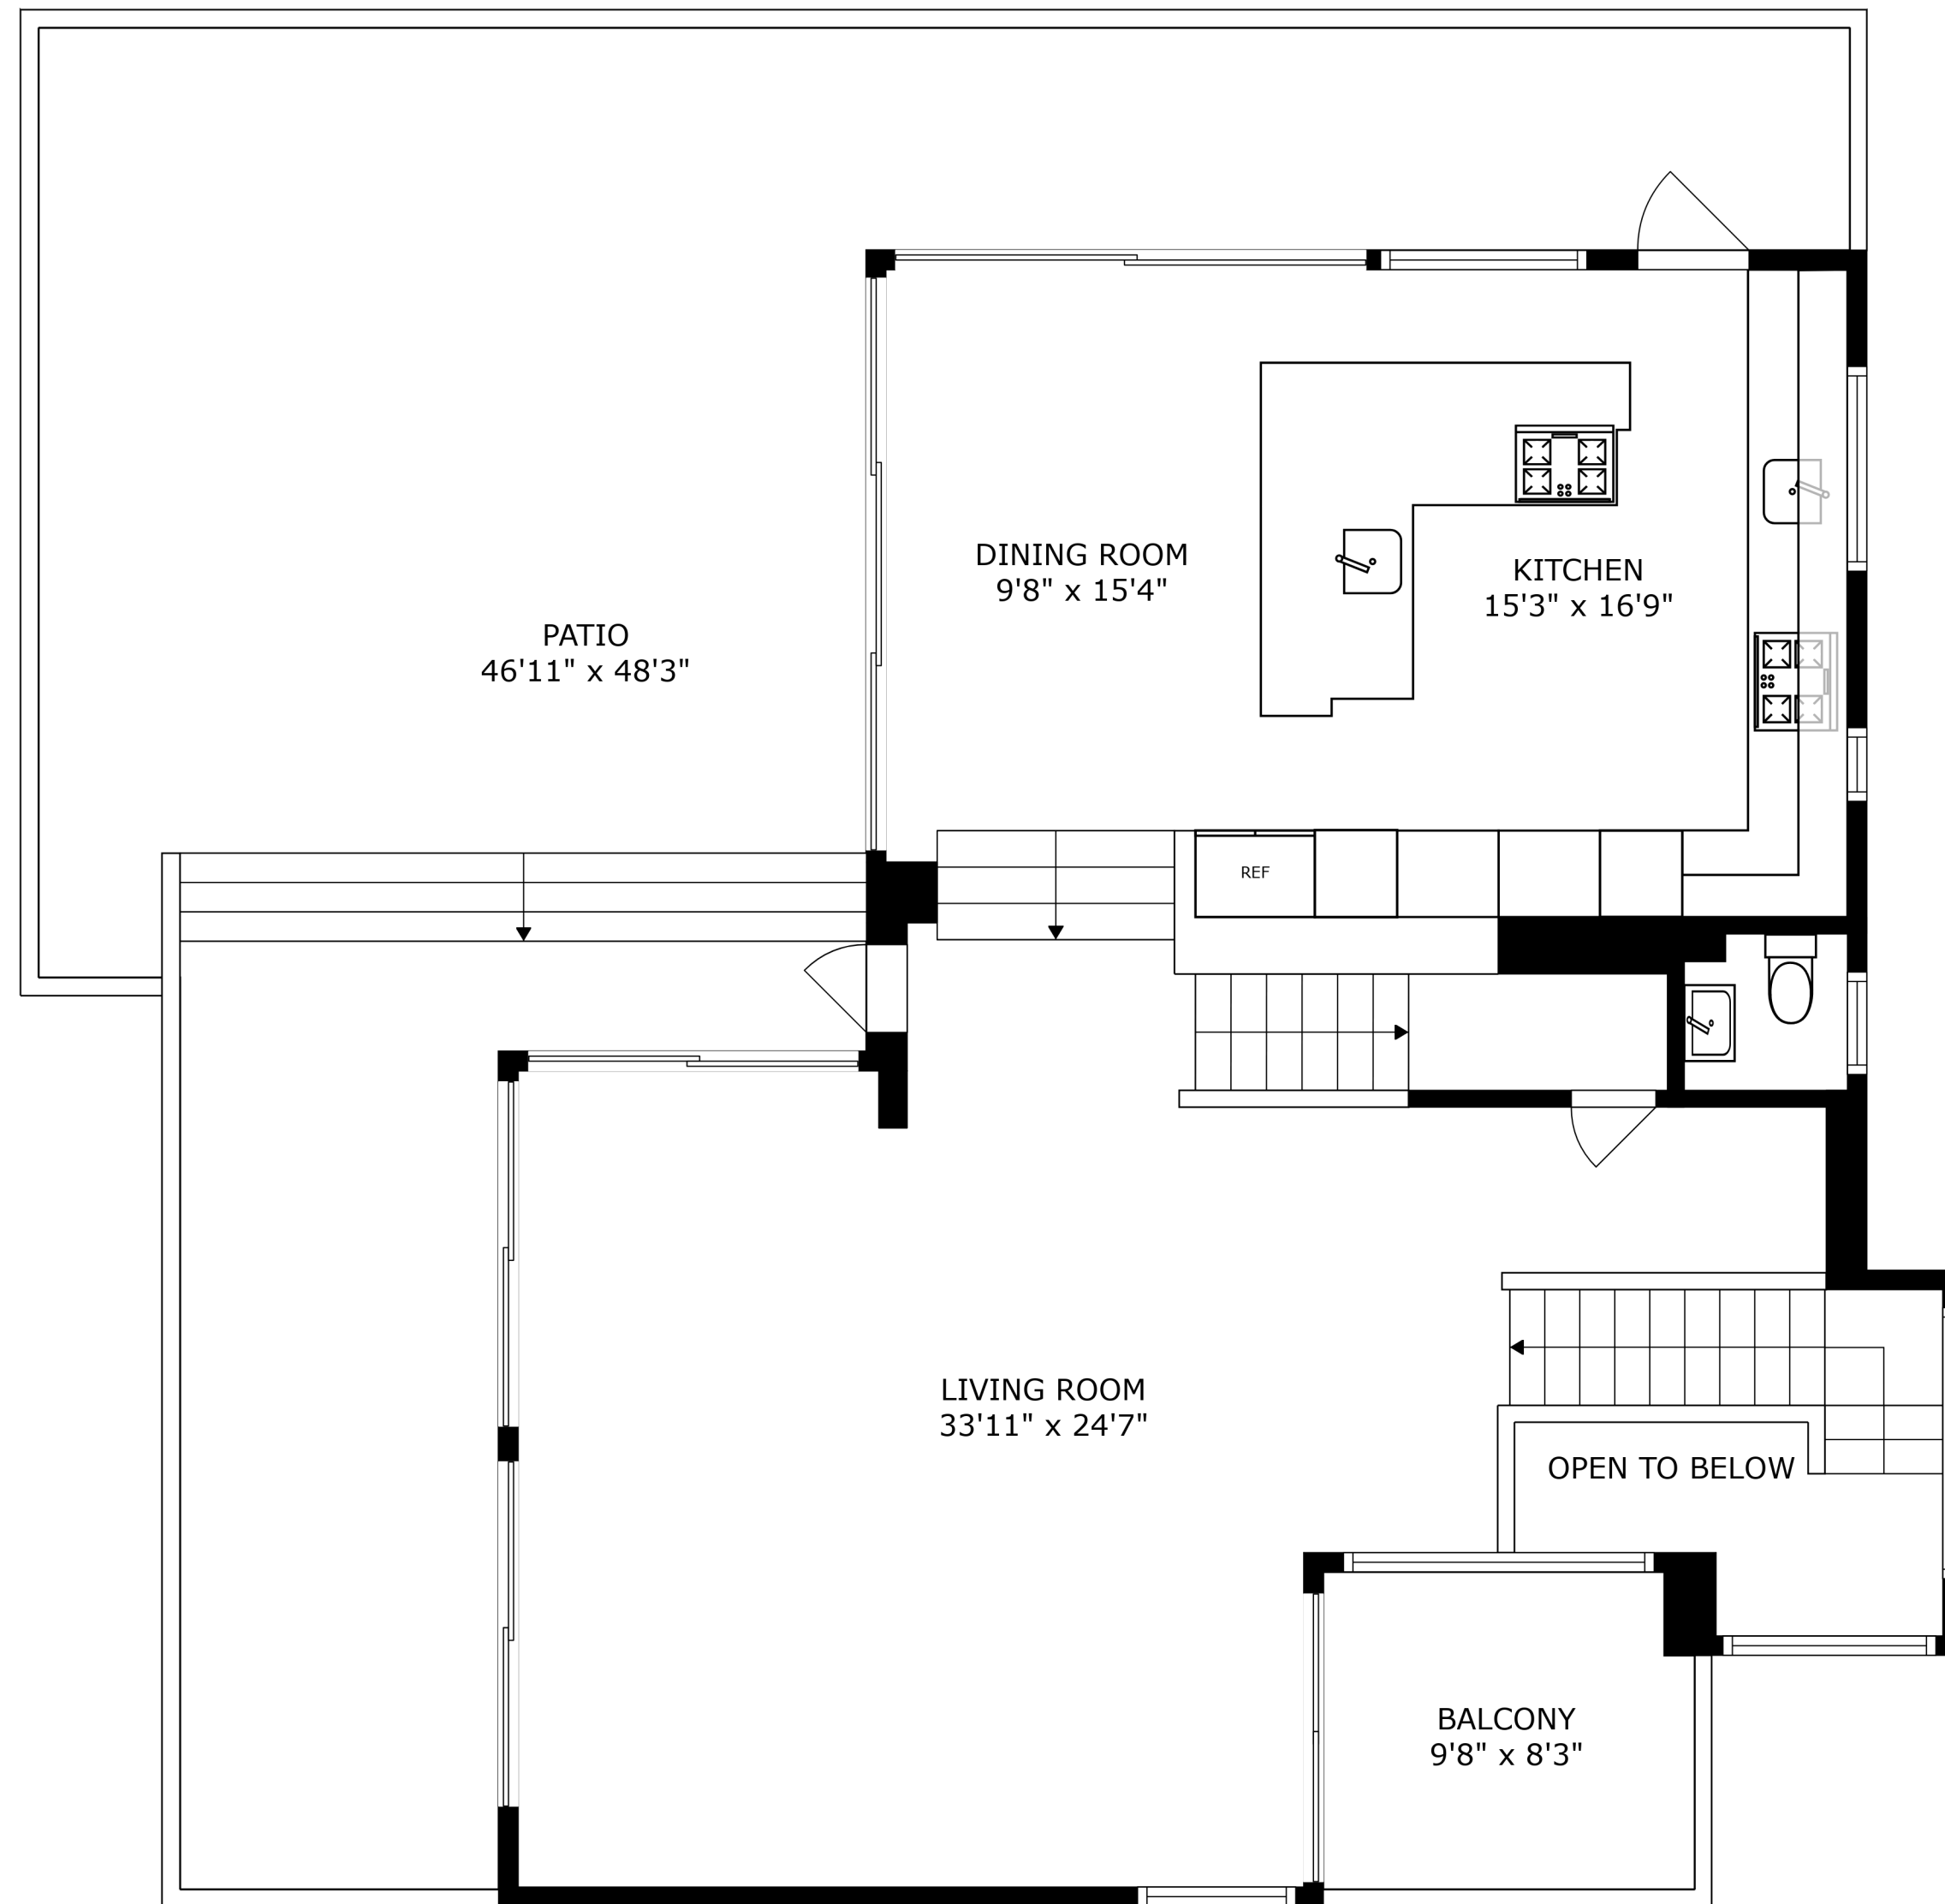 DINING ROOM
9'8" x 15'4"
KITCHEN
15'3" x 16'9"
PATIO
46'11" x 48'3"
REF
LIVING ROOM
33'11" x 24'7"
OPEN TO BELOW
BALCONY
9'8" x 8'3"